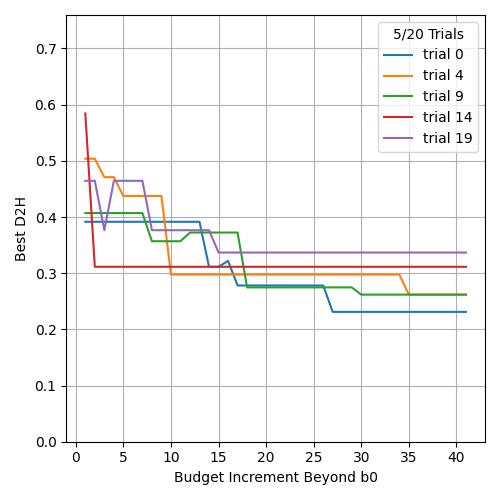 5/20 Trials
trial 0
trial 4
trial 9
trial 14
trial 19
Best D2H
0.7
0.6
0.5
0.4
0.3
0.2
0.1
0.0
0 5 10 15 20 25 30 35 40
Budget Increment Beyond b0